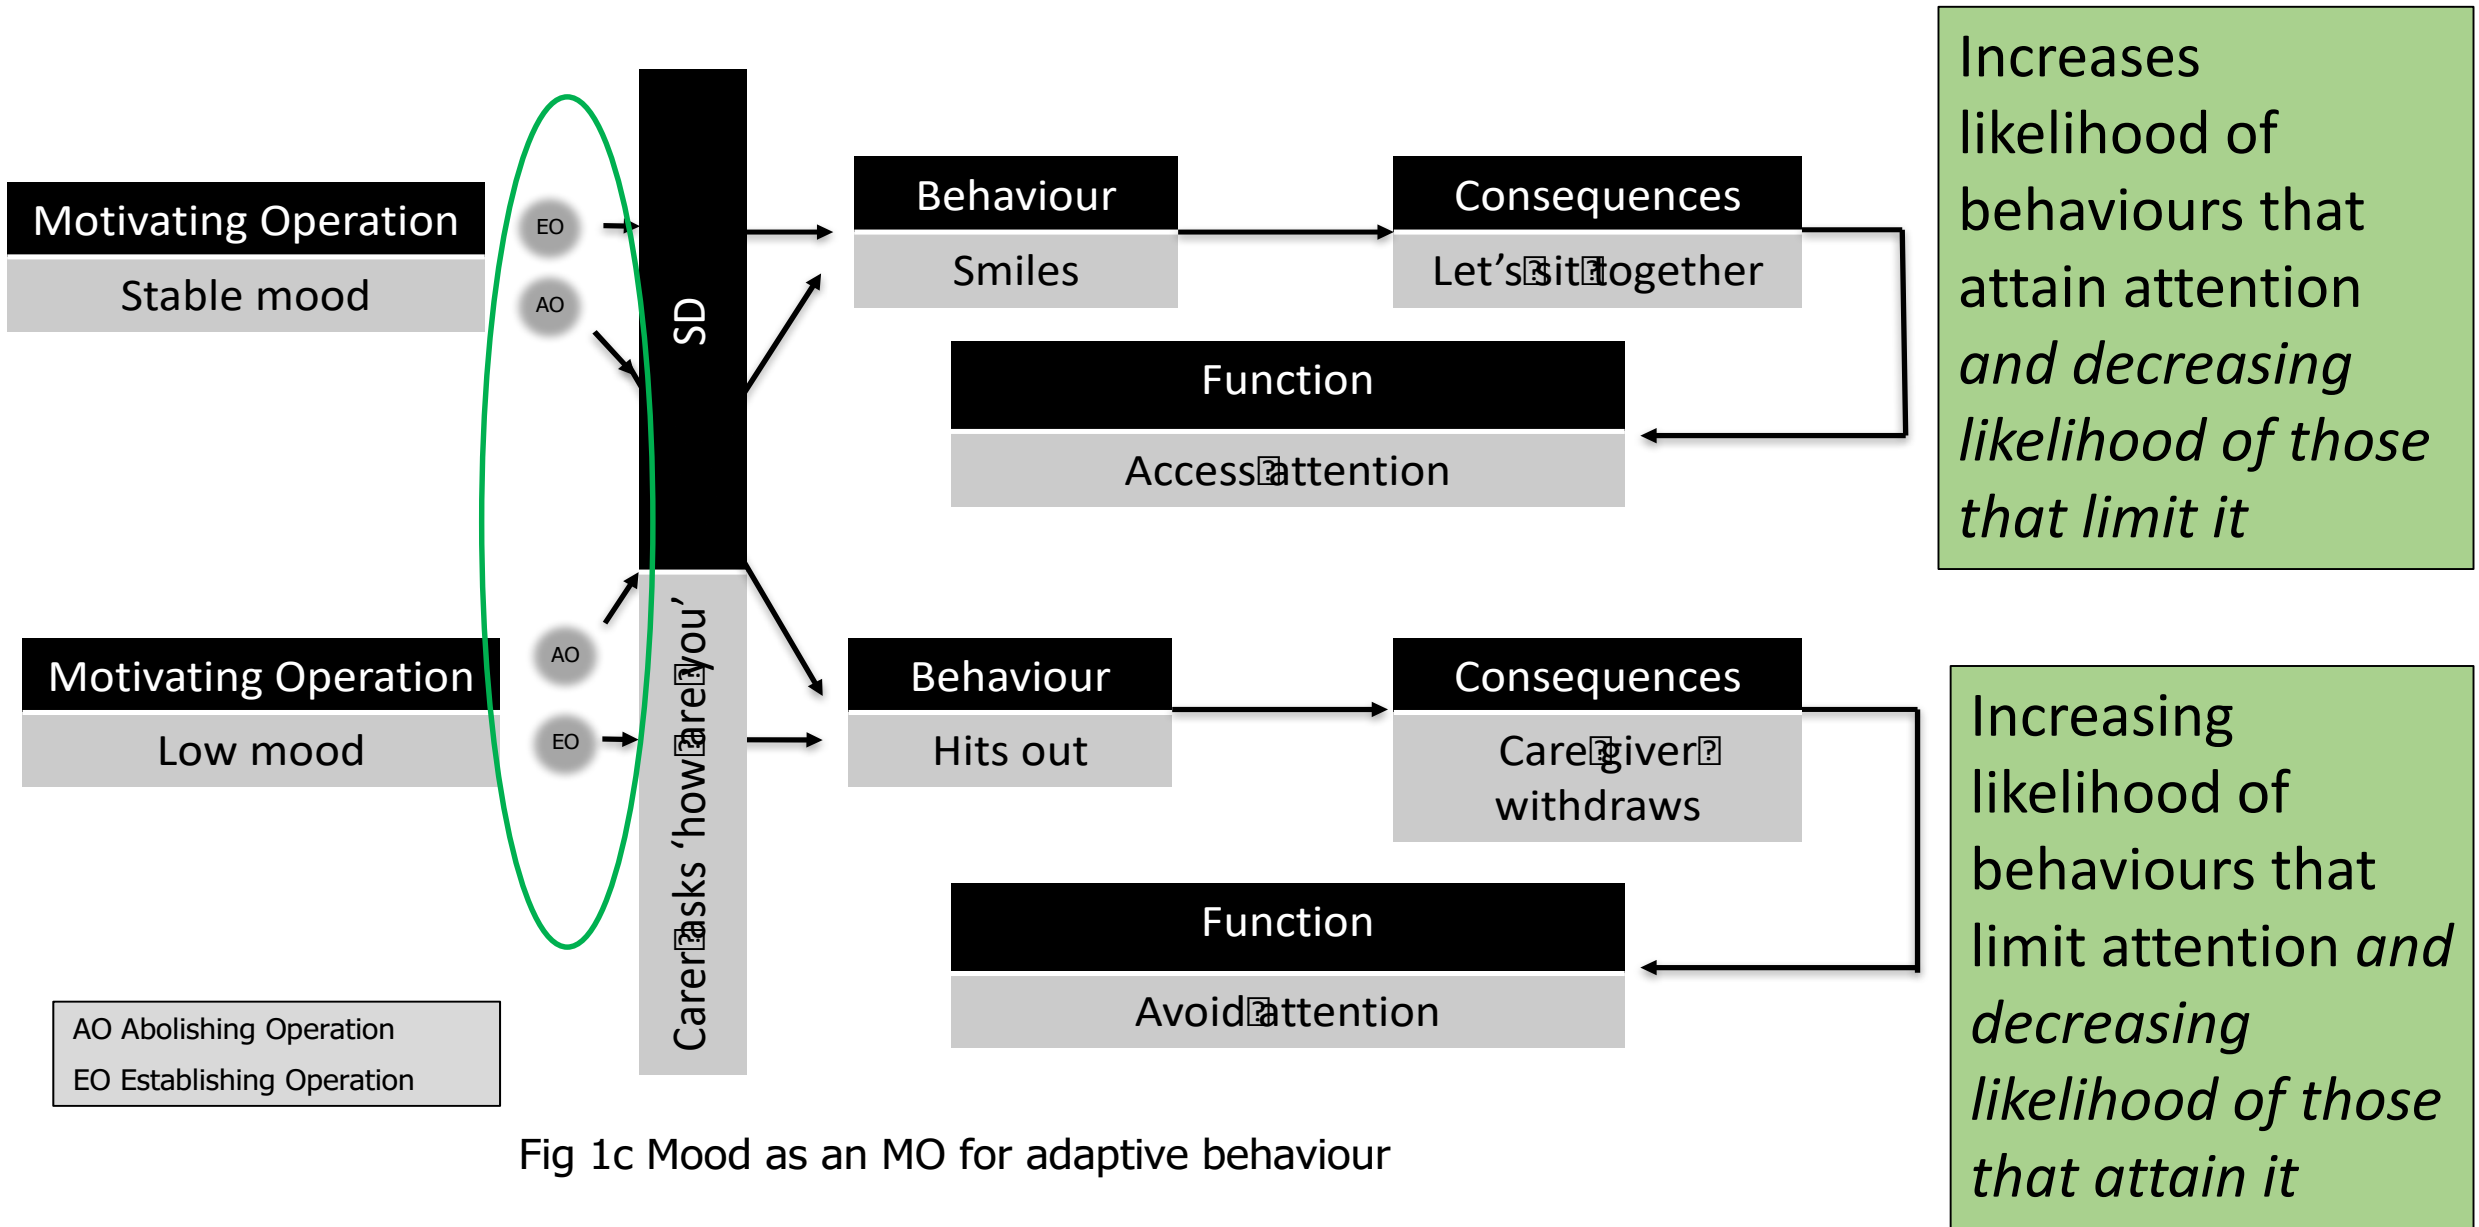 Motivating Operation
Stable mood
EO
AO
SD
Carer asks ‘how are you’
Behaviour
Smiles
Consequences
Let’s sit together
Function
Access attention
Increases
likelihood of
behaviours that
attain attention
and decreasing
likelihood of those
that limit it
Motivating Operation
Low mood
AO
EO
Behaviour
Hits out
Consequences
Care giver
withdraws
Function
Avoid attention
Increasing
likelihood of
behaviours that
limit attention and
decreasing
likelihood of those
that attain it
AO Abolishing Operation
EO Establishing Operation
Fig 1c Mood as an MO for adaptive behaviour